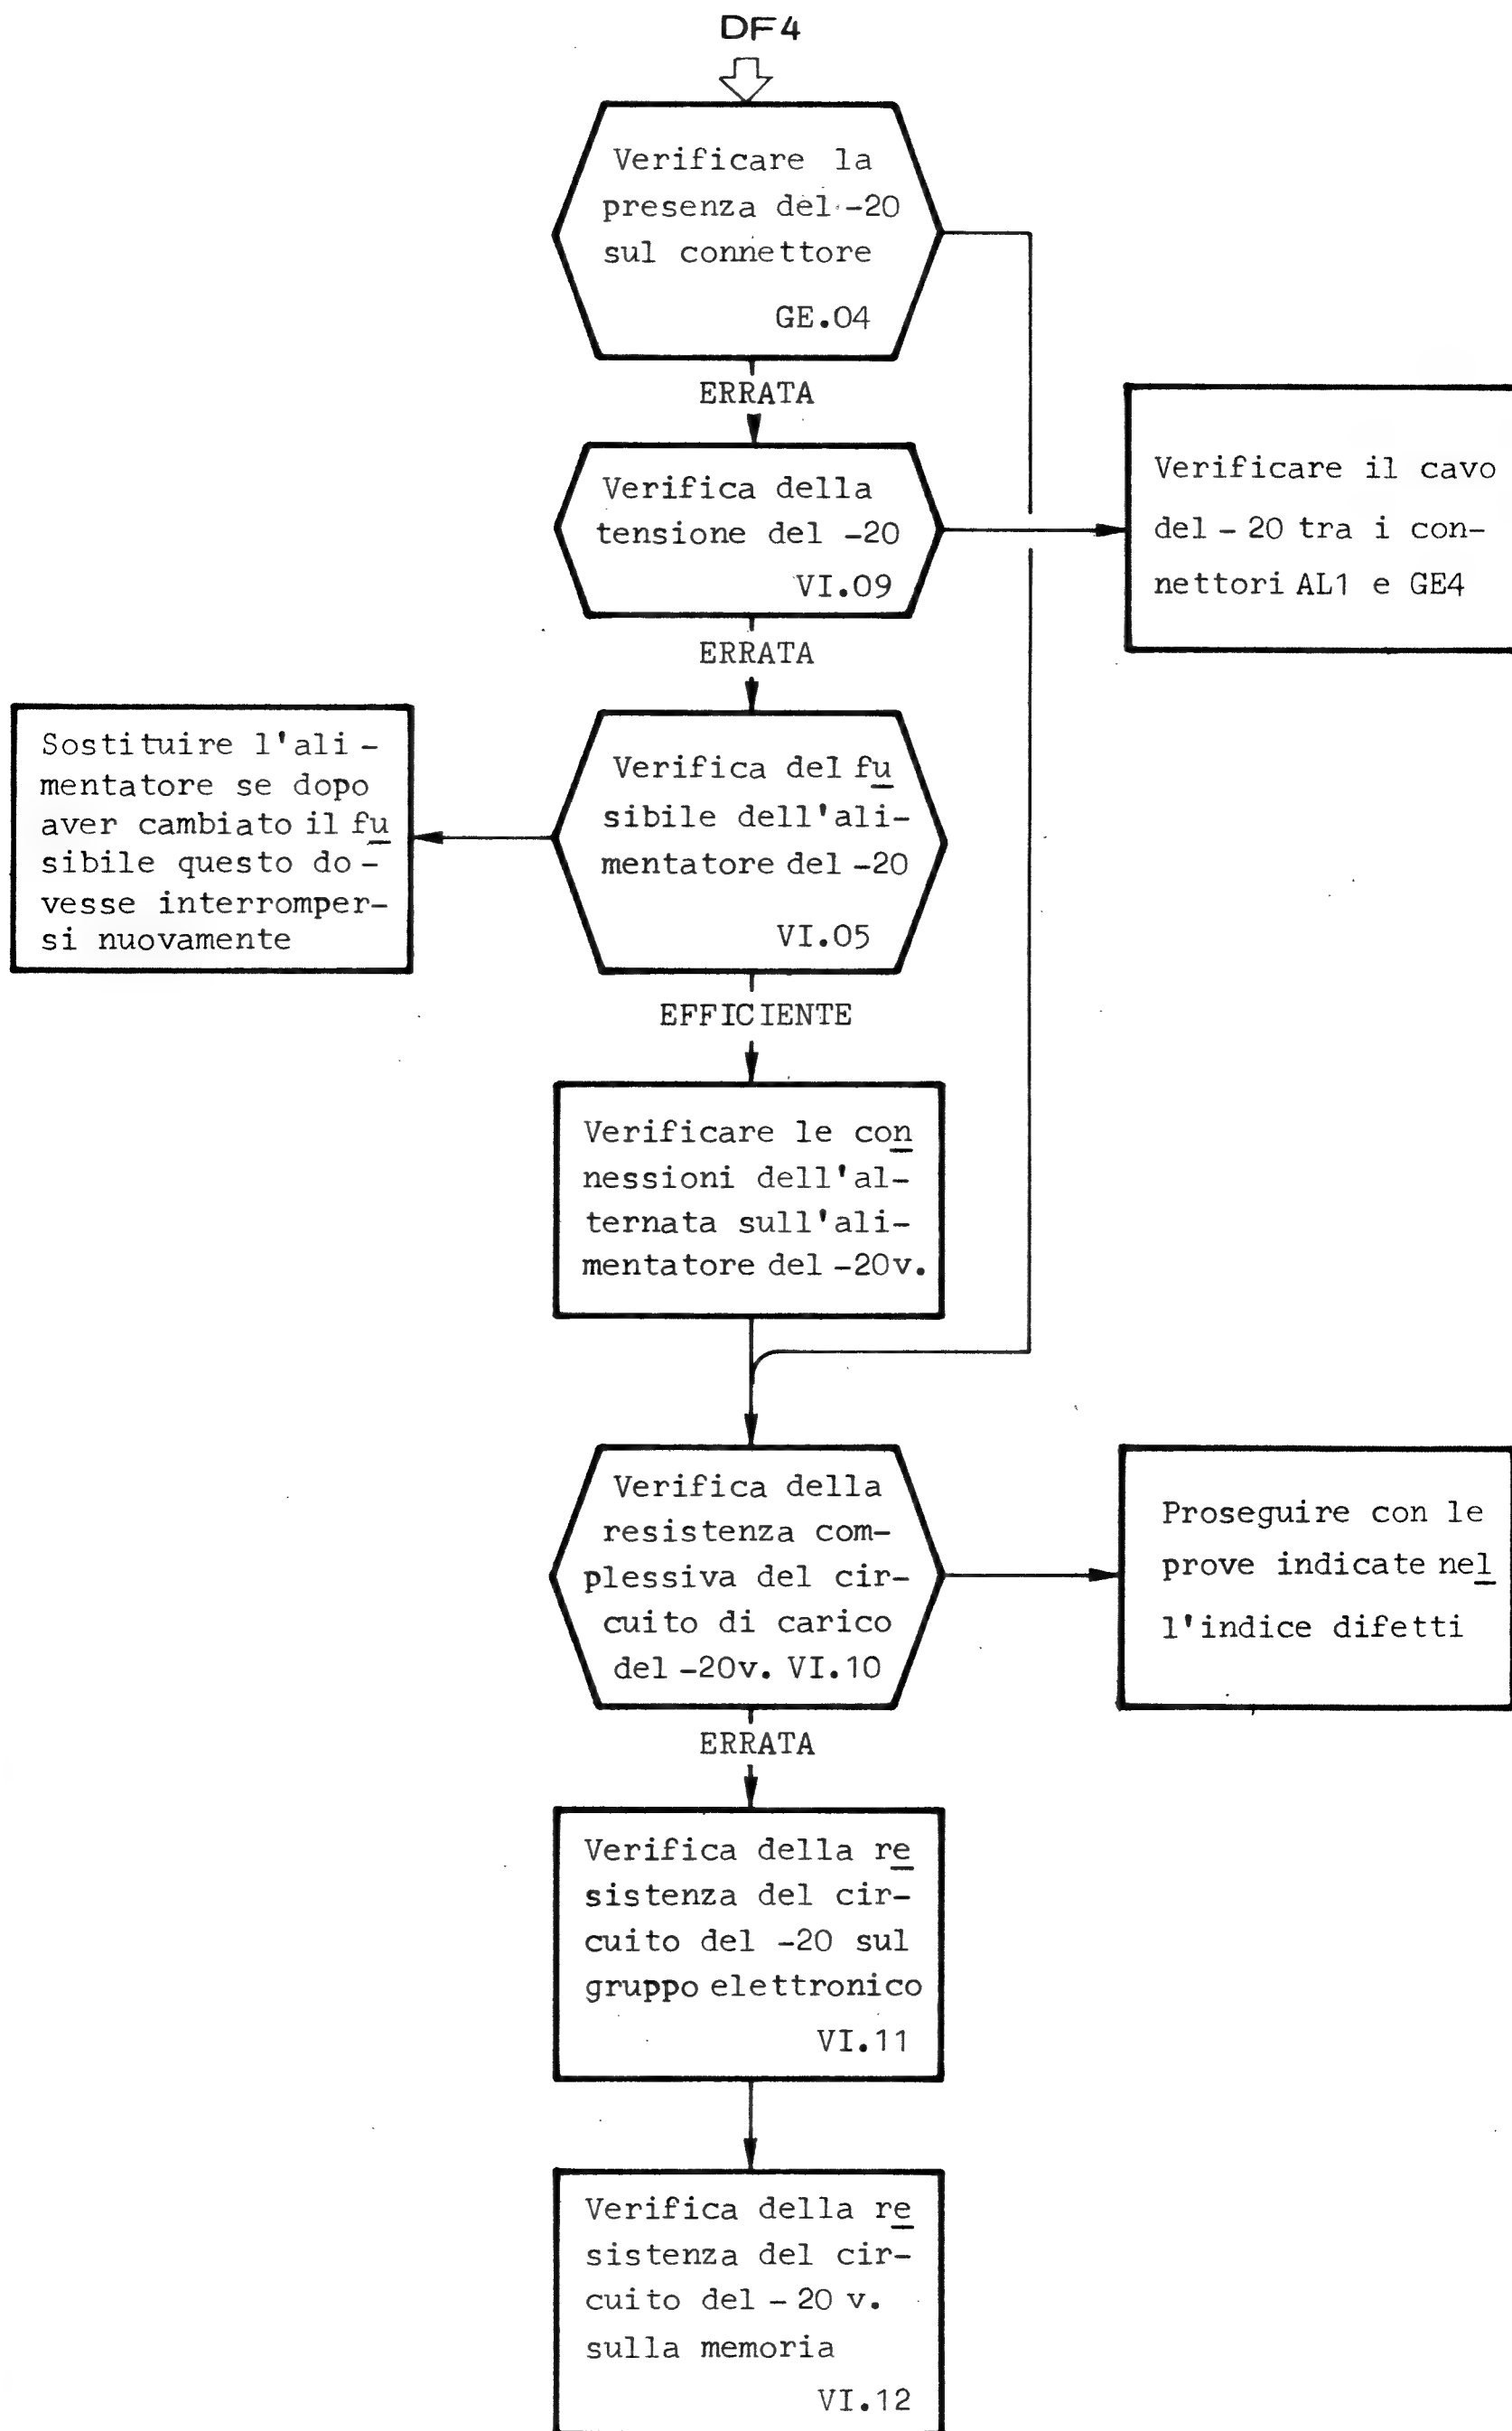 DF4
Verificare la
presenza del -20
sul connettore
GE.04
ERRATA
Verifica della
tensione del -20
VI.09
Verificare il cavo
del - 20 tra i con-
nettori AL1 e GE4
ERRATA
Sostituire l'ali-
mentatore se dopo
aver cambiato il fu
sibile questo do-
vesse interromper-
si nuovamente
Verifica del fu
sibile dell'ali-
mentatore del -20
VI.05
EFFICIENTE
Verificare le con
nessioni dell'al-
ternata sull'ali-
mentatore del -20v.
Verifica della
resistenza com-
plessiva del cir-
cuito di carico
del -20v. VI.10
Proseguire con le
prove indicate nel
l'indice difetti
ERRATA
Verifica della re
sistenza del cir-
cuito del -20 sul
gruppo elettronico
VI.11
Verifica della re
sistenza del cir-
cuito del - 20 v.
sulla memoria
VI.12